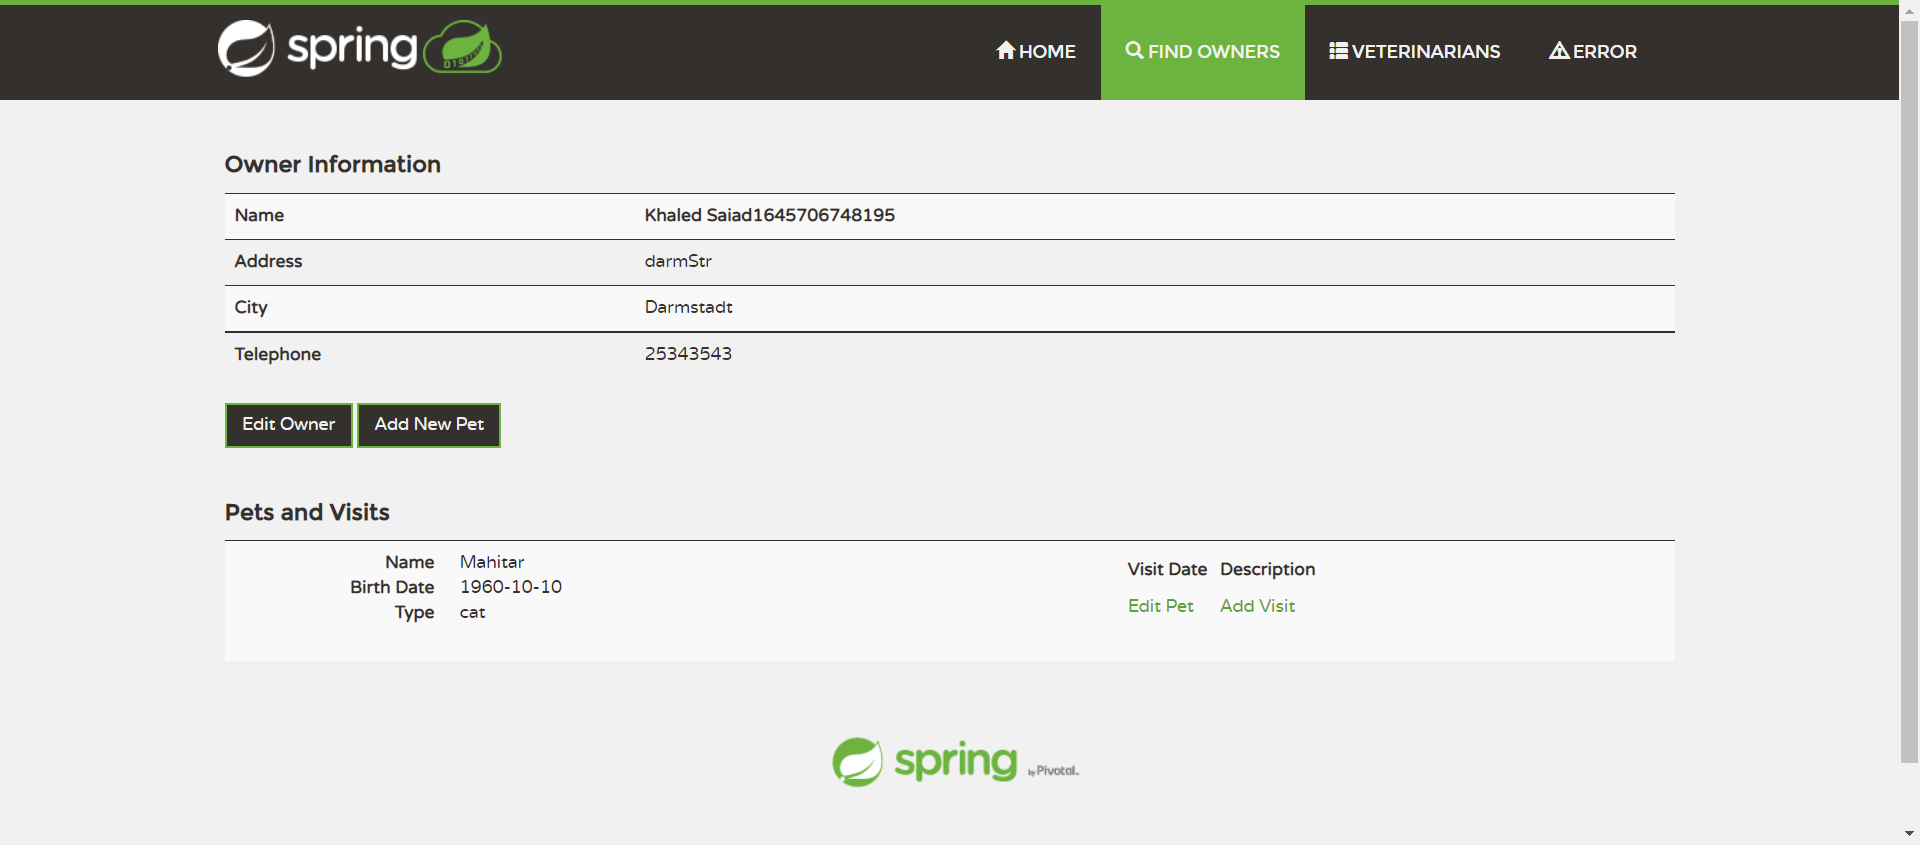 spring
HOME
FIND OWNERS
VETERINARIANS
ERROR
Owner Information
Name Khaled Saiad1645706748195
Address darmStr
City Darmstadt
Telephone 25343543
Edit Owner Add New Pet
Pets and Visits
Name Mahitar
Birth Date 1960-10-10
Type cat
Visit Date Description
Edit Pet Add Visit
spring by Pivotal